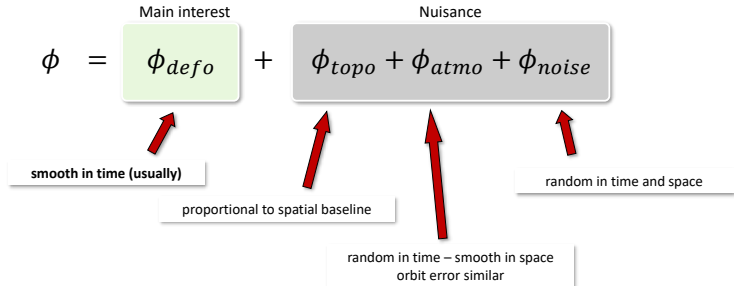 Main interest
Nuisance
ϕ = ϕ_defo + ϕ_topo + ϕ_atmo + ϕ_noise
smooth in time (usually)
random in time and space
proportional to spatial baseline
random in time – smooth in space
orbit error similar